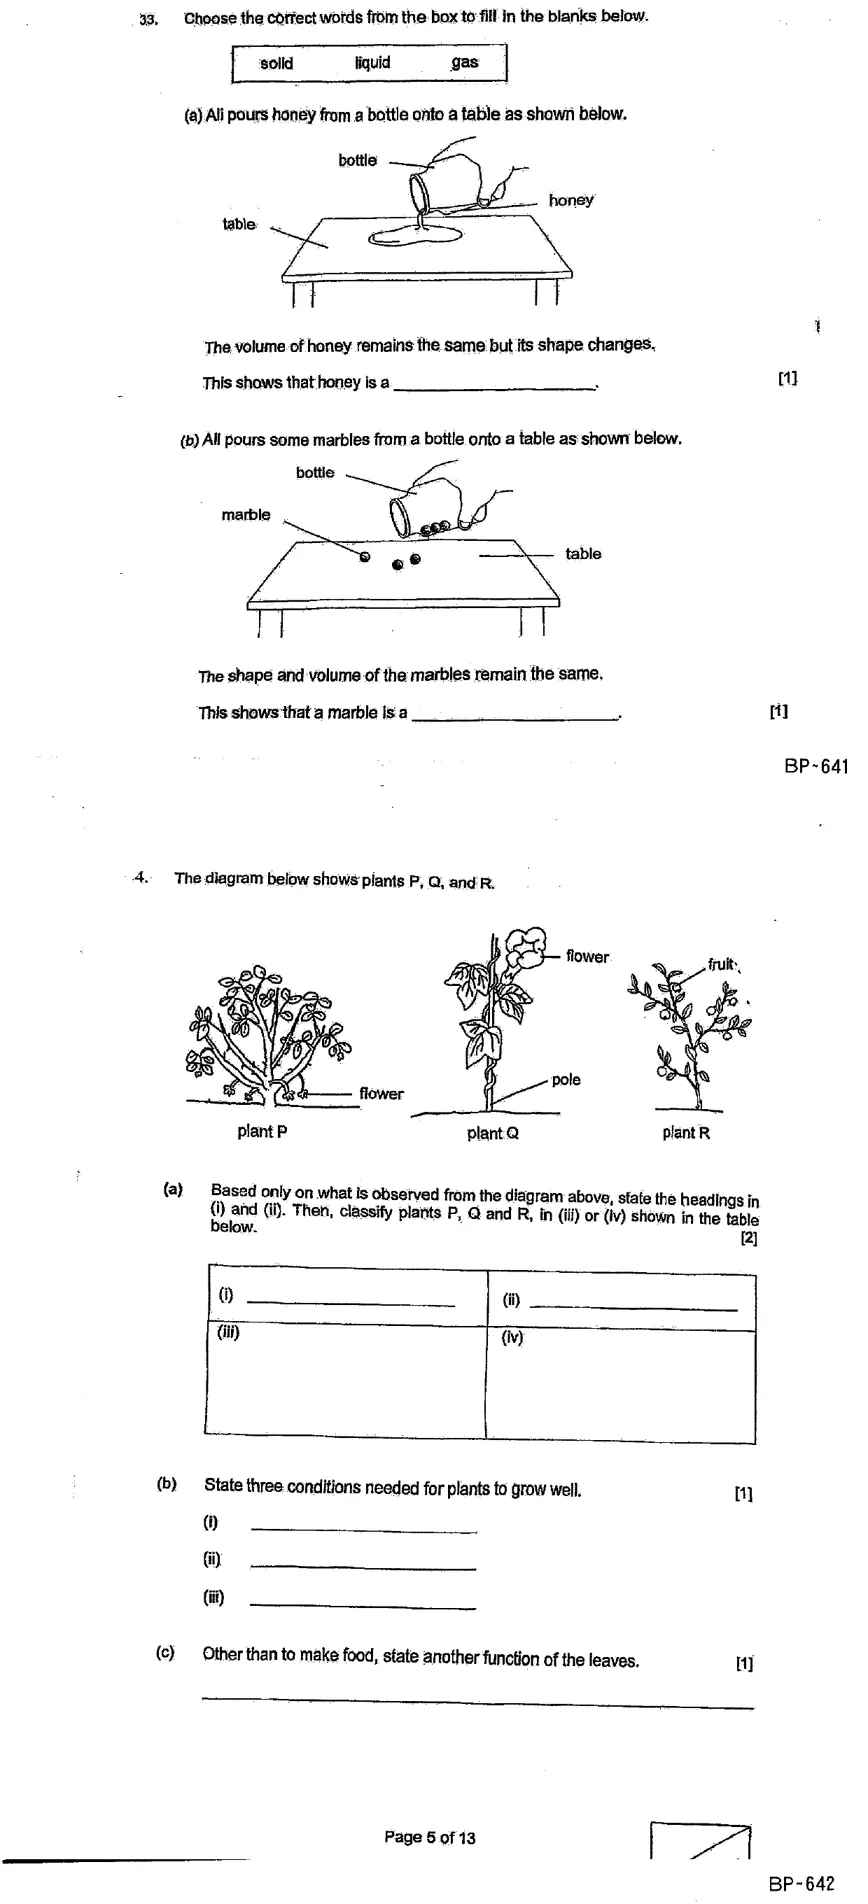 33. Choose the correct words from the box to fill in the blanks below.
solid liquid gas
(a) Ali pours honey from a bottle onto a table as shown below.
bottle
honey
table
The volume of honey remains the same but its shape changes.
This shows that honey is a ____________________. [1]
(b) Ali pours some marbles from a bottle onto a table as shown below.
bottle
marble
table
The shape and volume of the marbles remain the same.
This shows that a marble is a ____________________. [1]
BP-641
4. The diagram below shows plants P, Q, and R.
flower
fruit
pole
flower
plant P
plant Q
plant R
(a) Based only on what is observed from the diagram above, state the headings in
(i) and (ii). Then, classify plants P, Q and R, in (iii) or (iv) shown in the table
below. [2]
(i) ____________________ (ii) ____________________
(iii) (iv)
(b) State three conditions needed for plants to grow well. [1]
(i) ____________________
(ii) ____________________
(iii) ____________________
(c) Other than to make food, state another function of the leaves. [1]
Page 5 of 13
BP-642